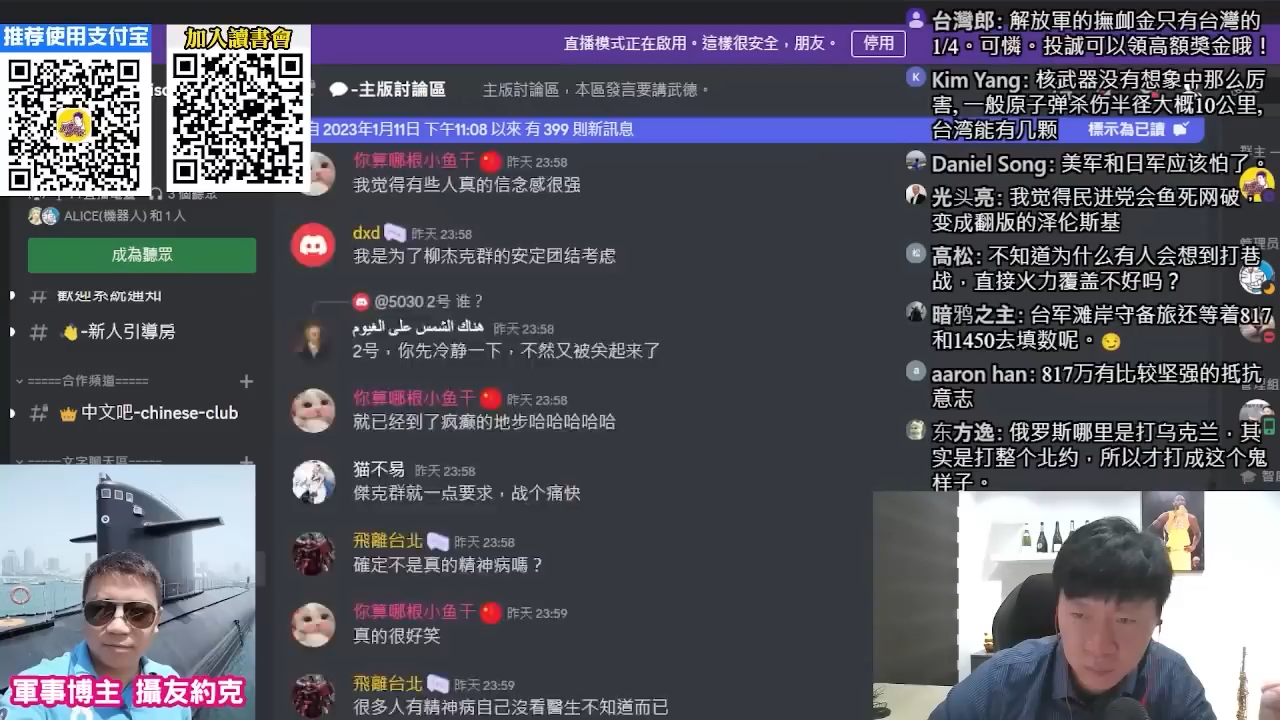 推荐使用支付宝
加入讀書會
直播模式正在啟用。這樣很安全，朋友。
停用
-主版討論區
主版討論區，本區發言要講武德。
自 2023年1月11日 下午11:08 以來 有 399 則新訊息
標示為已讀
ALICE(機器人) 和 1 人
成為聽眾
歡迎系統通知
-新人引導房
=====合作頻道=====
中文吧-chinese-club
=====文字聊天區=====
你算哪根小鱼干 昨天 23:58
我觉得有些人真的信念感很强
dxd 昨天 23:58
我是为了柳杰克群的安定团结考虑
@5030 2号 谁？
هناك الشمس على الغيوم 昨天 23:58
2号，你先冷静一下，不然又被关起来了
你算哪根小鱼干 昨天 23:58
就已经到了疯癫的地步哈哈哈哈哈
猫不易 昨天 23:58
傑克群就一点要求，战个痛快
飛離台北 昨天 23:58
確定不是真的精神病嗎？
你算哪根小鱼干 昨天 23:59
真的很好笑
飛離台北 昨天 23:59
很多人有精神病自己沒看醫生不知道而已
台灣郎: 解放軍的撫卹金只有台灣的
1/4。可憐。投誠可以領高額獎金哦！
Kim Yang: 核武器没有想象中那么厉
害, 一般原子弹杀伤半径大概10公里,
台湾能有几颗
Daniel Song: 美军和日军应该怕了。
光头亮: 我觉得民进党会鱼死网破，
变成翻版的泽伦斯基
高松: 不知道为什么有人会想到打巷
战，直接火力覆盖不好吗？
暗鸦之主: 台军滩岸守备旅还等着817
和1450去填数呢。
aaron han: 817万有比较坚强的抵抗
意志
东方逸: 俄罗斯哪里是打乌克兰，其
实是打整个北约，所以才打成这个鬼
样子。
軍事博主 攝友約克